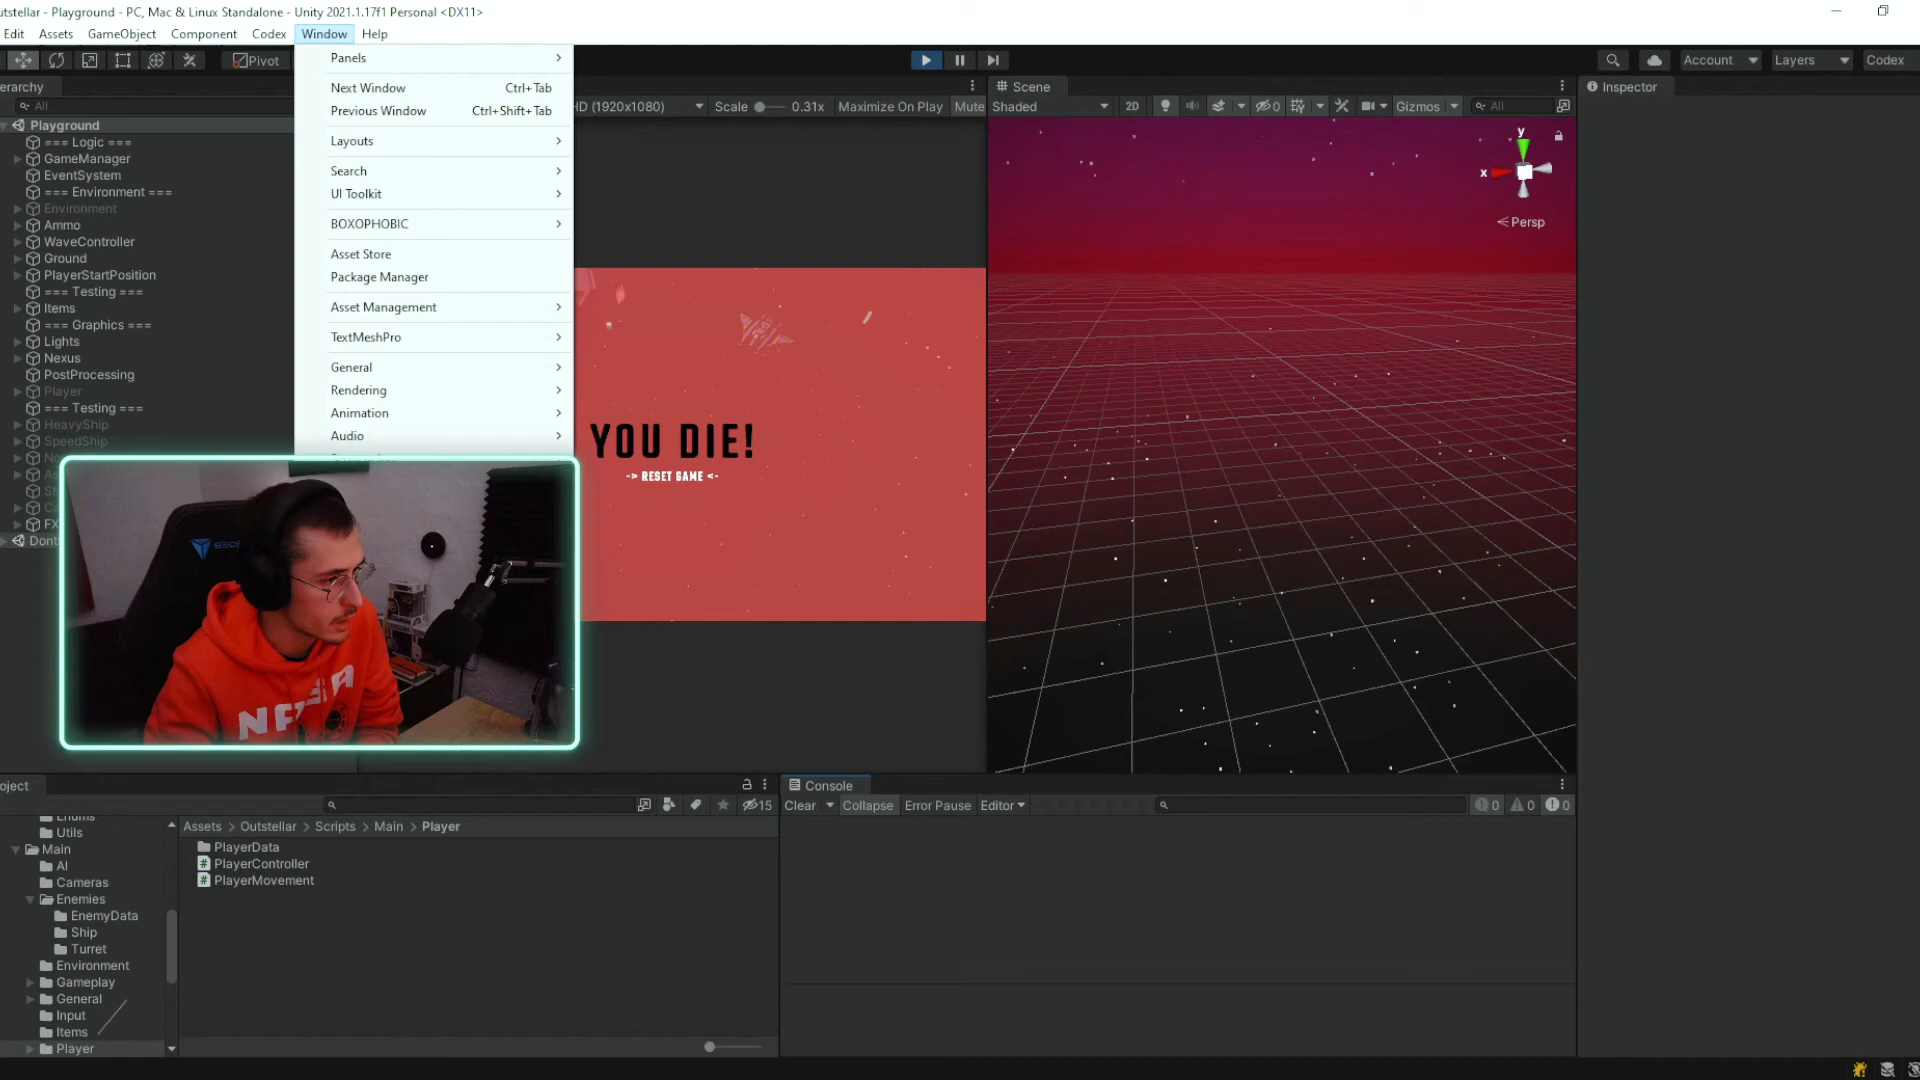 utstellar - Playground - PC, Mac & Linux Standalone - Unity 2021.1.17f1 Personal <DX11>
Edit Assets GameObject Component Codex Window Help
Pivot
Account Layers Codex
erarchy
All
Playground
=== Logic ===
GameManager
EventSystem
=== Environment ===
Environment
Ammo
WaveController
Ground
PlayerStartPosition
=== Testing ===
Items
=== Graphics ===
Lights
Nexus
PostProcessing
Player
=== Testing ===
HeavyShip
SpeedShip
FX
Dont
Panels
Next Window Ctrl+Tab
Previous Window Ctrl+Shift+Tab
Layouts
Search
UI Toolkit
BOXOPHOBIC
Asset Store
Package Manager
Asset Management
TextMeshPro
General
Rendering
Animation
Audio
HD (1920x1080) Scale 0.31x Maximize On Play Mute
YOU DIE!
-> RESET GAME <-
Scene
Shaded 2D 0 Gizmos All
y
x
Persp
Inspector
oject
15
Enums
Utils
Main
AI
Cameras
Enemies
EnemyData
Ship
Turret
Environment
Gameplay
General
Input
Items
Player
Assets > Outstellar > Scripts > Main > Player
PlayerData
PlayerController
PlayerMovement
Console
Clear Collapse Error Pause Editor
0 0 0